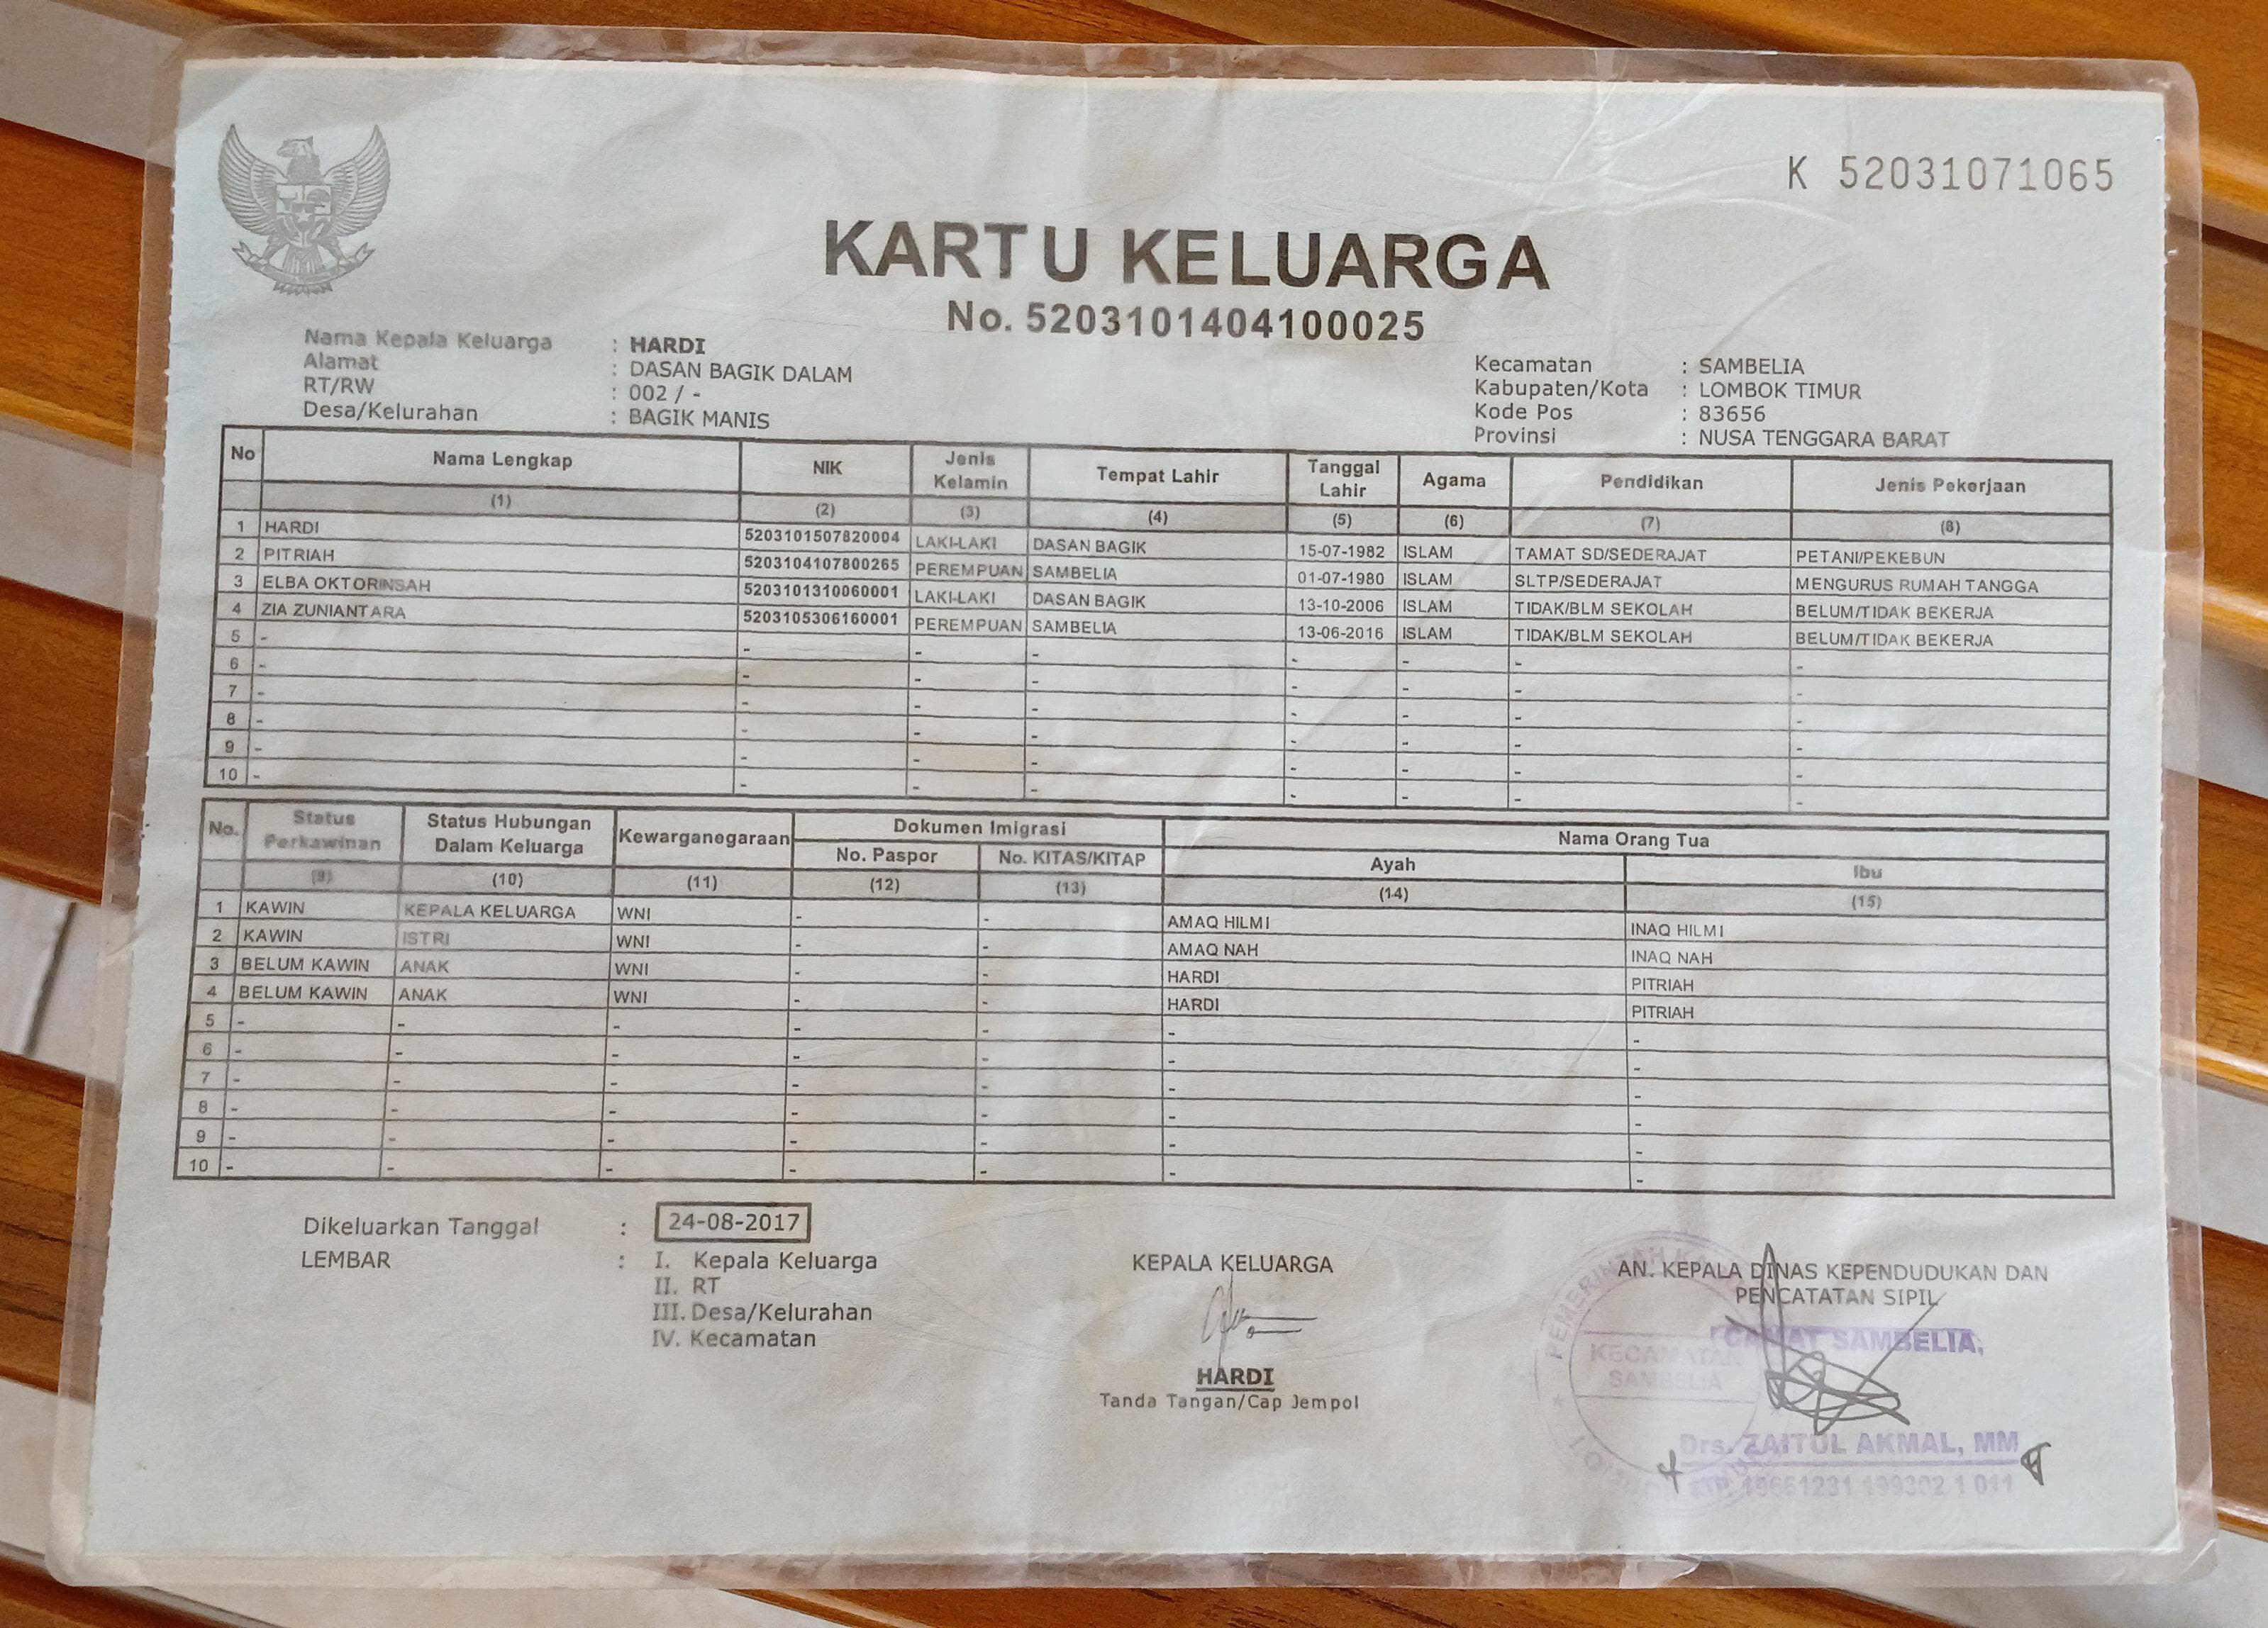 K 52031071065
KARTU KELUARGA
No. 5203101404100025
Nama Kepala Keluarga : HARDI
Alamat : DASAN BAGIK DALAM
RT/RW : 002 / -
Desa/Kelurahan : BAGIK MANIS
Kecamatan : SAMBELIA
Kabupaten/Kota : LOMBOK TIMUR
Kode Pos : 83656
Provinsi : NUSA TENGGARA BARAT
No Nama Lengkap NIK Jenis Kelamin Tempat Lahir Tanggal Lahir Agama Pendidikan Jenis Pekerjaan
(1) (2) (3) (4) (5) (6) (7) (8)
1 HARDI 5203101507820004 LAKI-LAKI DASAN BAGIK 15-07-1982 ISLAM TAMAT SD/SEDERAJAT PETANI/PEKEBUN
2 PITRIAH 5203104107800265 PEREMPUAN SAMBELIA 01-07-1980 ISLAM SLTP/SEDERAJAT MENGURUS RUMAH TANGGA
3 ELBA OKTORINSAH 5203101310060001 LAKI-LAKI DASAN BAGIK 13-10-2006 ISLAM TIDAK/BLM SEKOLAH BELUM/TIDAK BEKERJA
4 ZIA ZUNIANTARA 5203105306160001 PEREMPUAN SAMBELIA 13-06-2016 ISLAM TIDAK/BLM SEKOLAH BELUM/TIDAK BEKERJA
5 - - - - - - - -
6 - - - - - - - -
7 - - - - - - - -
8 - - - - - - - -
9 - - - - - - - -
10 - - - - - - - -
No. Status Perkawinan Status Hubungan Dalam Keluarga Kewarganegaraan Dokumen Imigrasi Nama Orang Tua
No. Paspor No. KITAS/KITAP Ayah Ibu
(9) (10) (11) (12) (13) (14) (15)
1 KAWIN KEPALA KELUARGA WNI - - AMAQ HILMI INAQ HILMI
2 KAWIN ISTRI WNI - - AMAQ NAH INAQ NAH
3 BELUM KAWIN ANAK WNI - - HARDI PITRIAH
4 BELUM KAWIN ANAK WNI - - HARDI PITRIAH
5 - - - - - - -
6 - - - - - - -
7 - - - - - - -
8 - - - - - - -
9 - - - - - - -
10 - - - - - - -
Dikeluarkan Tanggal : 24-08-2017
LEMBAR : I. Kepala Keluarga
II. RT
III. Desa/Kelurahan
IV. Kecamatan
KEPALA KELUARGA
HARDI
Tanda Tangan/Cap Jempol
AN. KEPALA DINAS KEPENDUDUKAN DAN
PENCATATAN SIPIL
CAMAT SAMBELIA,
PEMERINTAH
KECAMATAN
SAMBELIA
Drs. ZAITUL AKMAL, MM
NIP. 19661231 199302 1 011